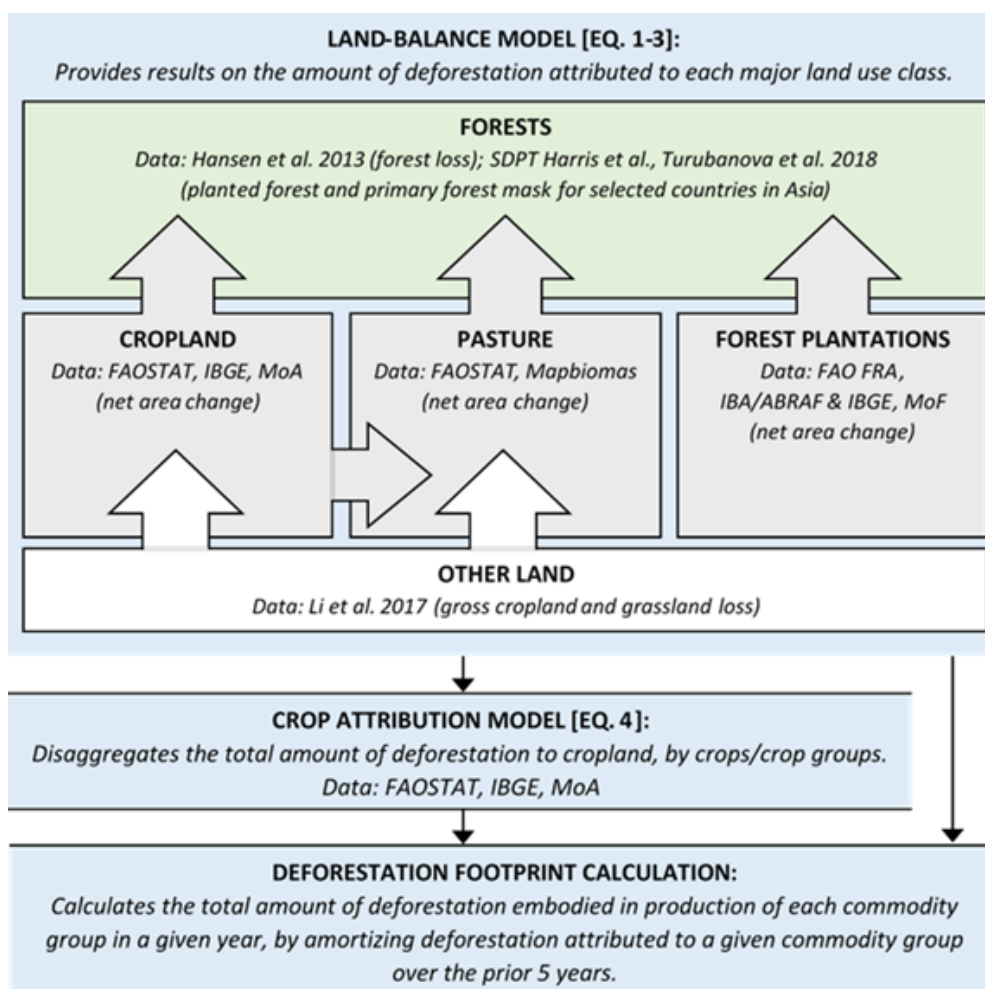 LAND-BALANCE MODEL [EQ. 1-3]:
Provides results on the amount of deforestation attributed to each major land use class.
FORESTS
Data: Hansen et al. 2013 (forest loss); SDPT Harris et al., Turubanova et al. 2018
(planted forest and primary forest mask for selected countries in Asia)
CROPLAND
Data: FAOSTAT, IBGE, MoA
(net area change)
PASTURE
Data: FAOSTAT, Mapbiomas
(net area change)
FOREST PLANTATIONS
Data: FAO FRA,
IBA/ABRAF & IBGE, MoF
(net area change)
OTHER LAND
Data: Li et al. 2017 (gross cropland and grassland loss)
CROP ATTRIBUTION MODEL [EQ. 4]:
Disaggregates the total amount of deforestation to cropland, by crops/crop groups.
Data: FAOSTAT, IBGE, MoA
DEFORESTATION FOOTPRINT CALCULATION:
Calculates the total amount of deforestation embodied in production of each commodity
group in a given year, by amortizing deforestation attributed to a given commodity group
over the prior 5 years.